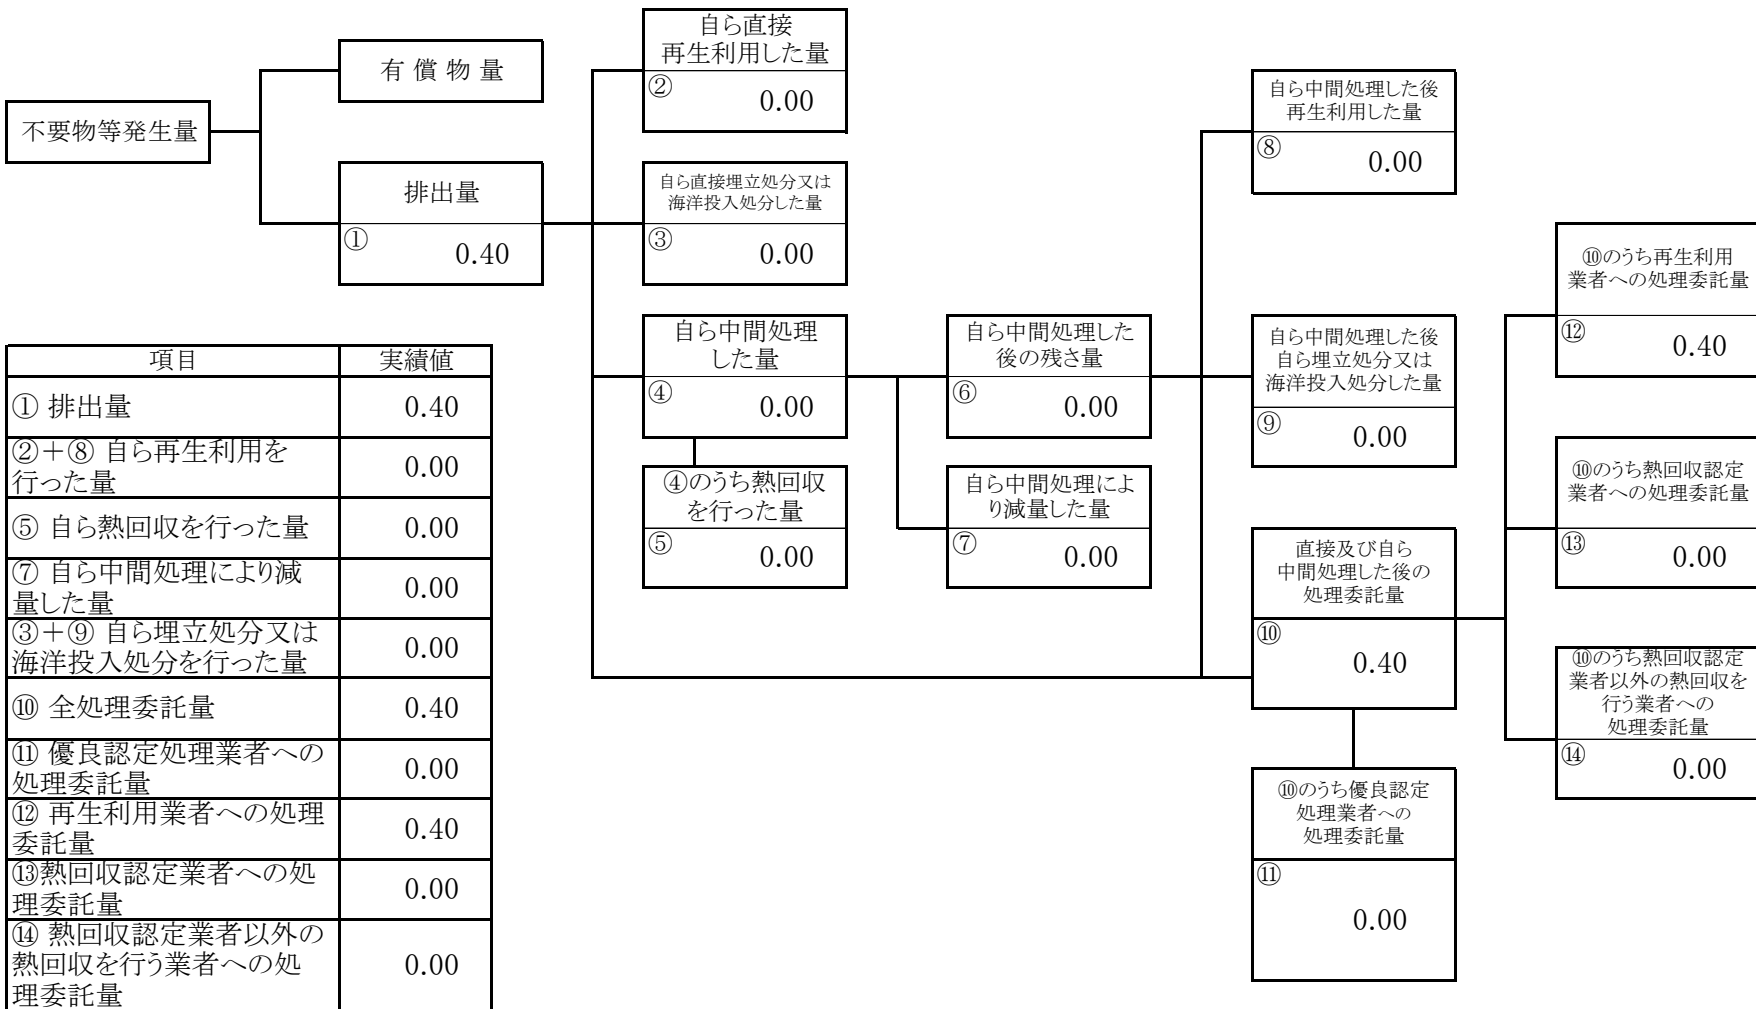 自ら直接
再生利用した量
② 0.00
有 償 物 量
不要物等発生量
排出量
① 0.40
自ら直接埋立処分又は
海洋投入処分した量
③ 0.00
自ら中間処理
した量
④ 0.00
④のうち熱回収
を行った量
⑤ 0.00
自ら中間処理した
後の残さ量
⑥ 0.00
自ら中間処理によ
り減量した量
⑦ 0.00
自ら中間処理した後
再生利用した量
⑧ 0.00
自ら中間処理した後
自ら埋立処分又は
海洋投入処分した量
⑨ 0.00
直接及び自ら
中間処理した後の
処理委託量
⑩ 0.40
⑩のうち優良認定
処理業者への
処理委託量
⑪ 0.00
⑩のうち再生利用
業者への処理委託量
⑫ 0.40
⑩のうち熱回収認定
業者への処理委託量
⑬ 0.00
⑩のうち熱回収認定
業者以外の熱回収を
行う業者への
処理委託量
⑭ 0.00
項目 実績値
① 排出量 0.40
②＋⑧ 自ら再生利用を
行った量 0.00
⑤ 自ら熱回収を行った量 0.00
⑦ 自ら中間処理により減
量した量 0.00
③＋⑨ 自ら埋立処分又は
海洋投入処分を行った量 0.00
⑩ 全処理委託量 0.40
⑪ 優良認定処理業者への
処理委託量 0.00
⑫ 再生利用業者への処理
委託量 0.40
⑬熱回収認定業者への処
理委託量 0.00
⑭ 熱回収認定業者以外の
熱回収を行う業者への処
理委託量 0.00